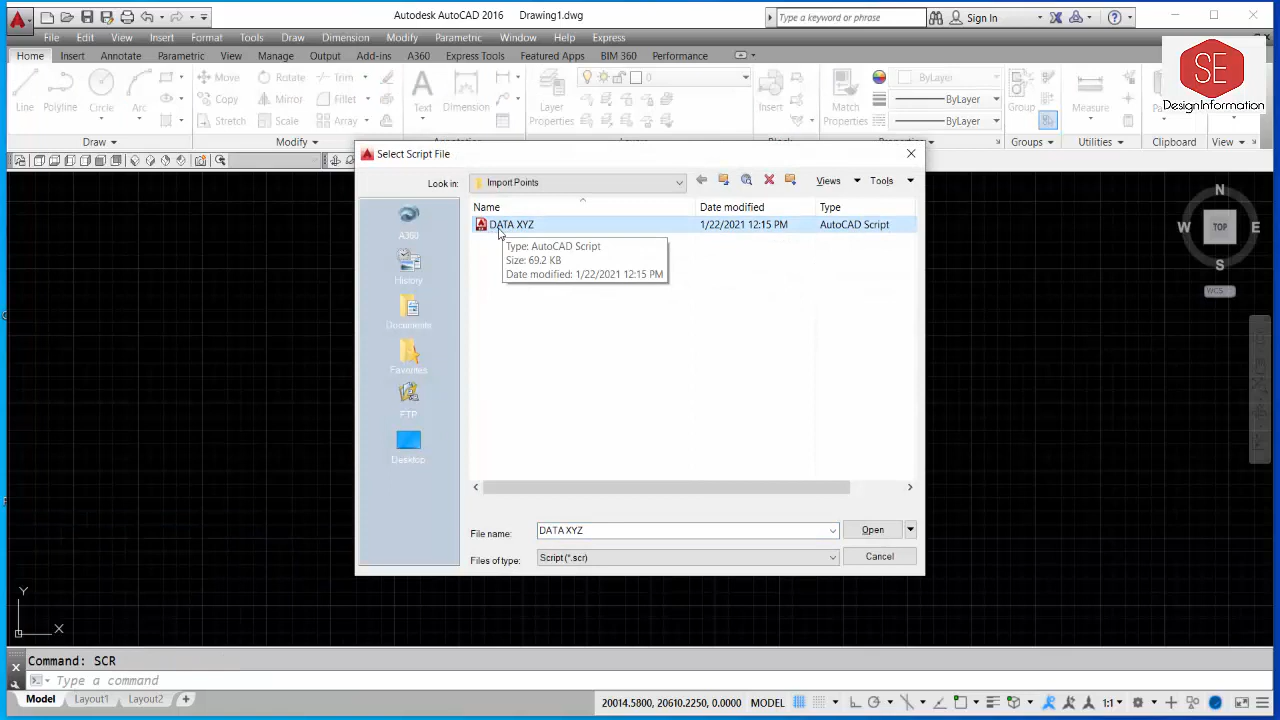 Autodesk AutoCAD 2016 Drawing1.dwg
Type a keyword or phrase
Sign In
File Edit View Insert Format Tools Draw Dimension Modify Parametric Window Help Express
Home Insert Annotate Parametric View Manage Output Add-ins A360 Express Tools Featured Apps BIM 360 Performance
SE
DesignInformation
Line Polyline Circle Arc
Move Rotate Trim
Copy Mirror Fillet
Stretch Scale Array
Text Dimension
Layer Properties
0
Insert
Match Properties
ByLayer
ByLayer
ByLayer
Group
Measure
Draw Modify Layers Groups Utilities Clipboard View
Select Script File
Look in: Import Points Views Tools
Name Date modified Type
DATA XYZ 1/22/2021 12:15 PM AutoCAD Script
Type: AutoCAD Script
Size: 69.2 KB
Date modified: 1/22/2021 12:15 PM
A360
History
Documents
Favorites
FTP
Desktop
File name: DATA XYZ Open
Files of type: Script (*.scr) Cancel
N
W TOP E
S
WCS
Y
X
Command: SCR
Type a command
Model Layout1 Layout2 +
20014.5800, 20610.2250, 0.0000 MODEL 1:1